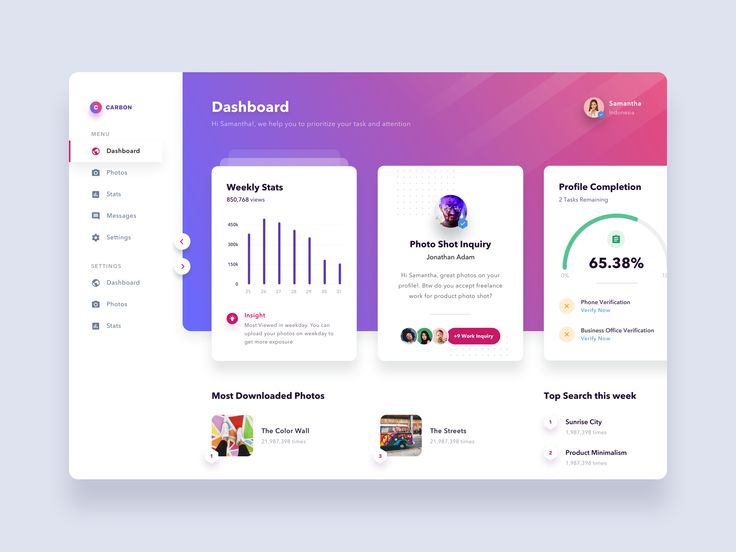 C CARBON
MENU
Dashboard
Photos
Stats
Messages
Settings
SETTINGS
Dashboard
Photos
Stats
Dashboard
Hi Samantha!, we help you to prioritize your task and attention
Samantha
Indonesia
Weekly Stats
850,768 views
450k
300k
150k
0
25 26 27 28 29 30 31
Insight
Most Viewed in weekday. You can
upload your photos on weekday to
get more exposure
Photo Shot Inquiry
Jonathan Adam
Hi Samantha, great photos on your
profile!. Btw do you accept freelance
work for product photo shot?
+9 Work Inquiry
Profile Completion
2 Tasks Remaining
65.38%
0%
Phone Verification
Verify Now
Business Office Verification
Verify Now
Most Downloaded Photos
1
The Color Wall
21,987,398 times
3
The Streets
21,987,398 times
Top Search this week
1 Sunrise City
1,987,398 times
2 Product Minimalism
1,987,398 times